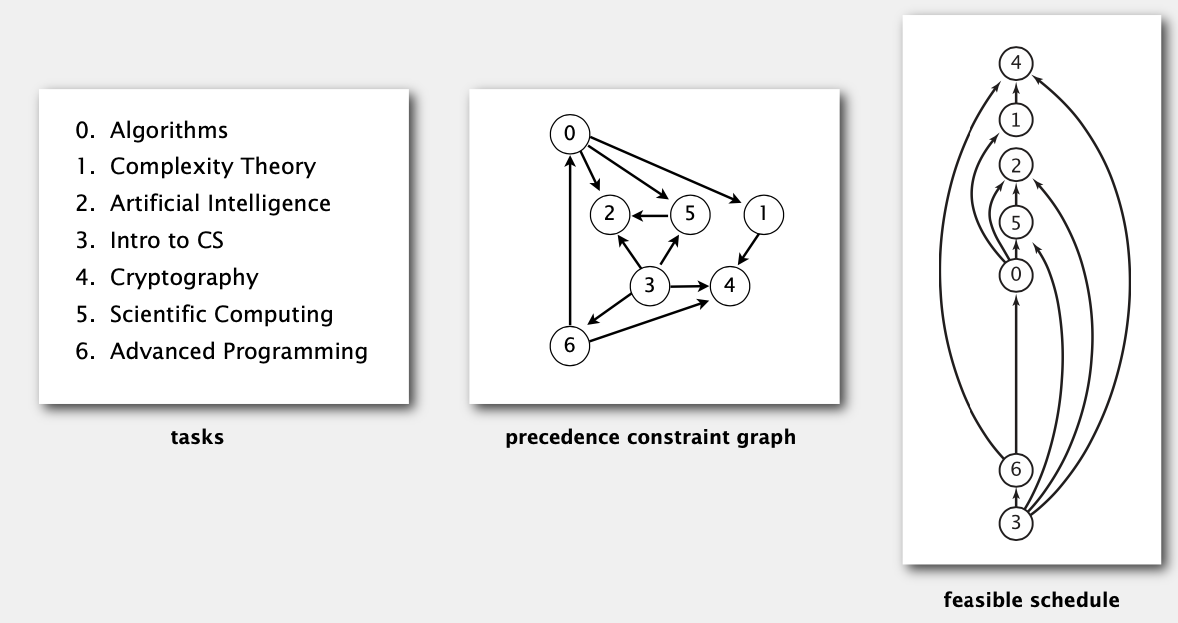 0. Algorithms
1. Complexity Theory
2. Artificial Intelligence
3. Intro to CS
4. Cryptography
5. Scientific Computing
6. Advanced Programming
tasks
0
2 5 1
3 4
6
precedence constraint graph
4
1
2
5
0
6
3
feasible schedule